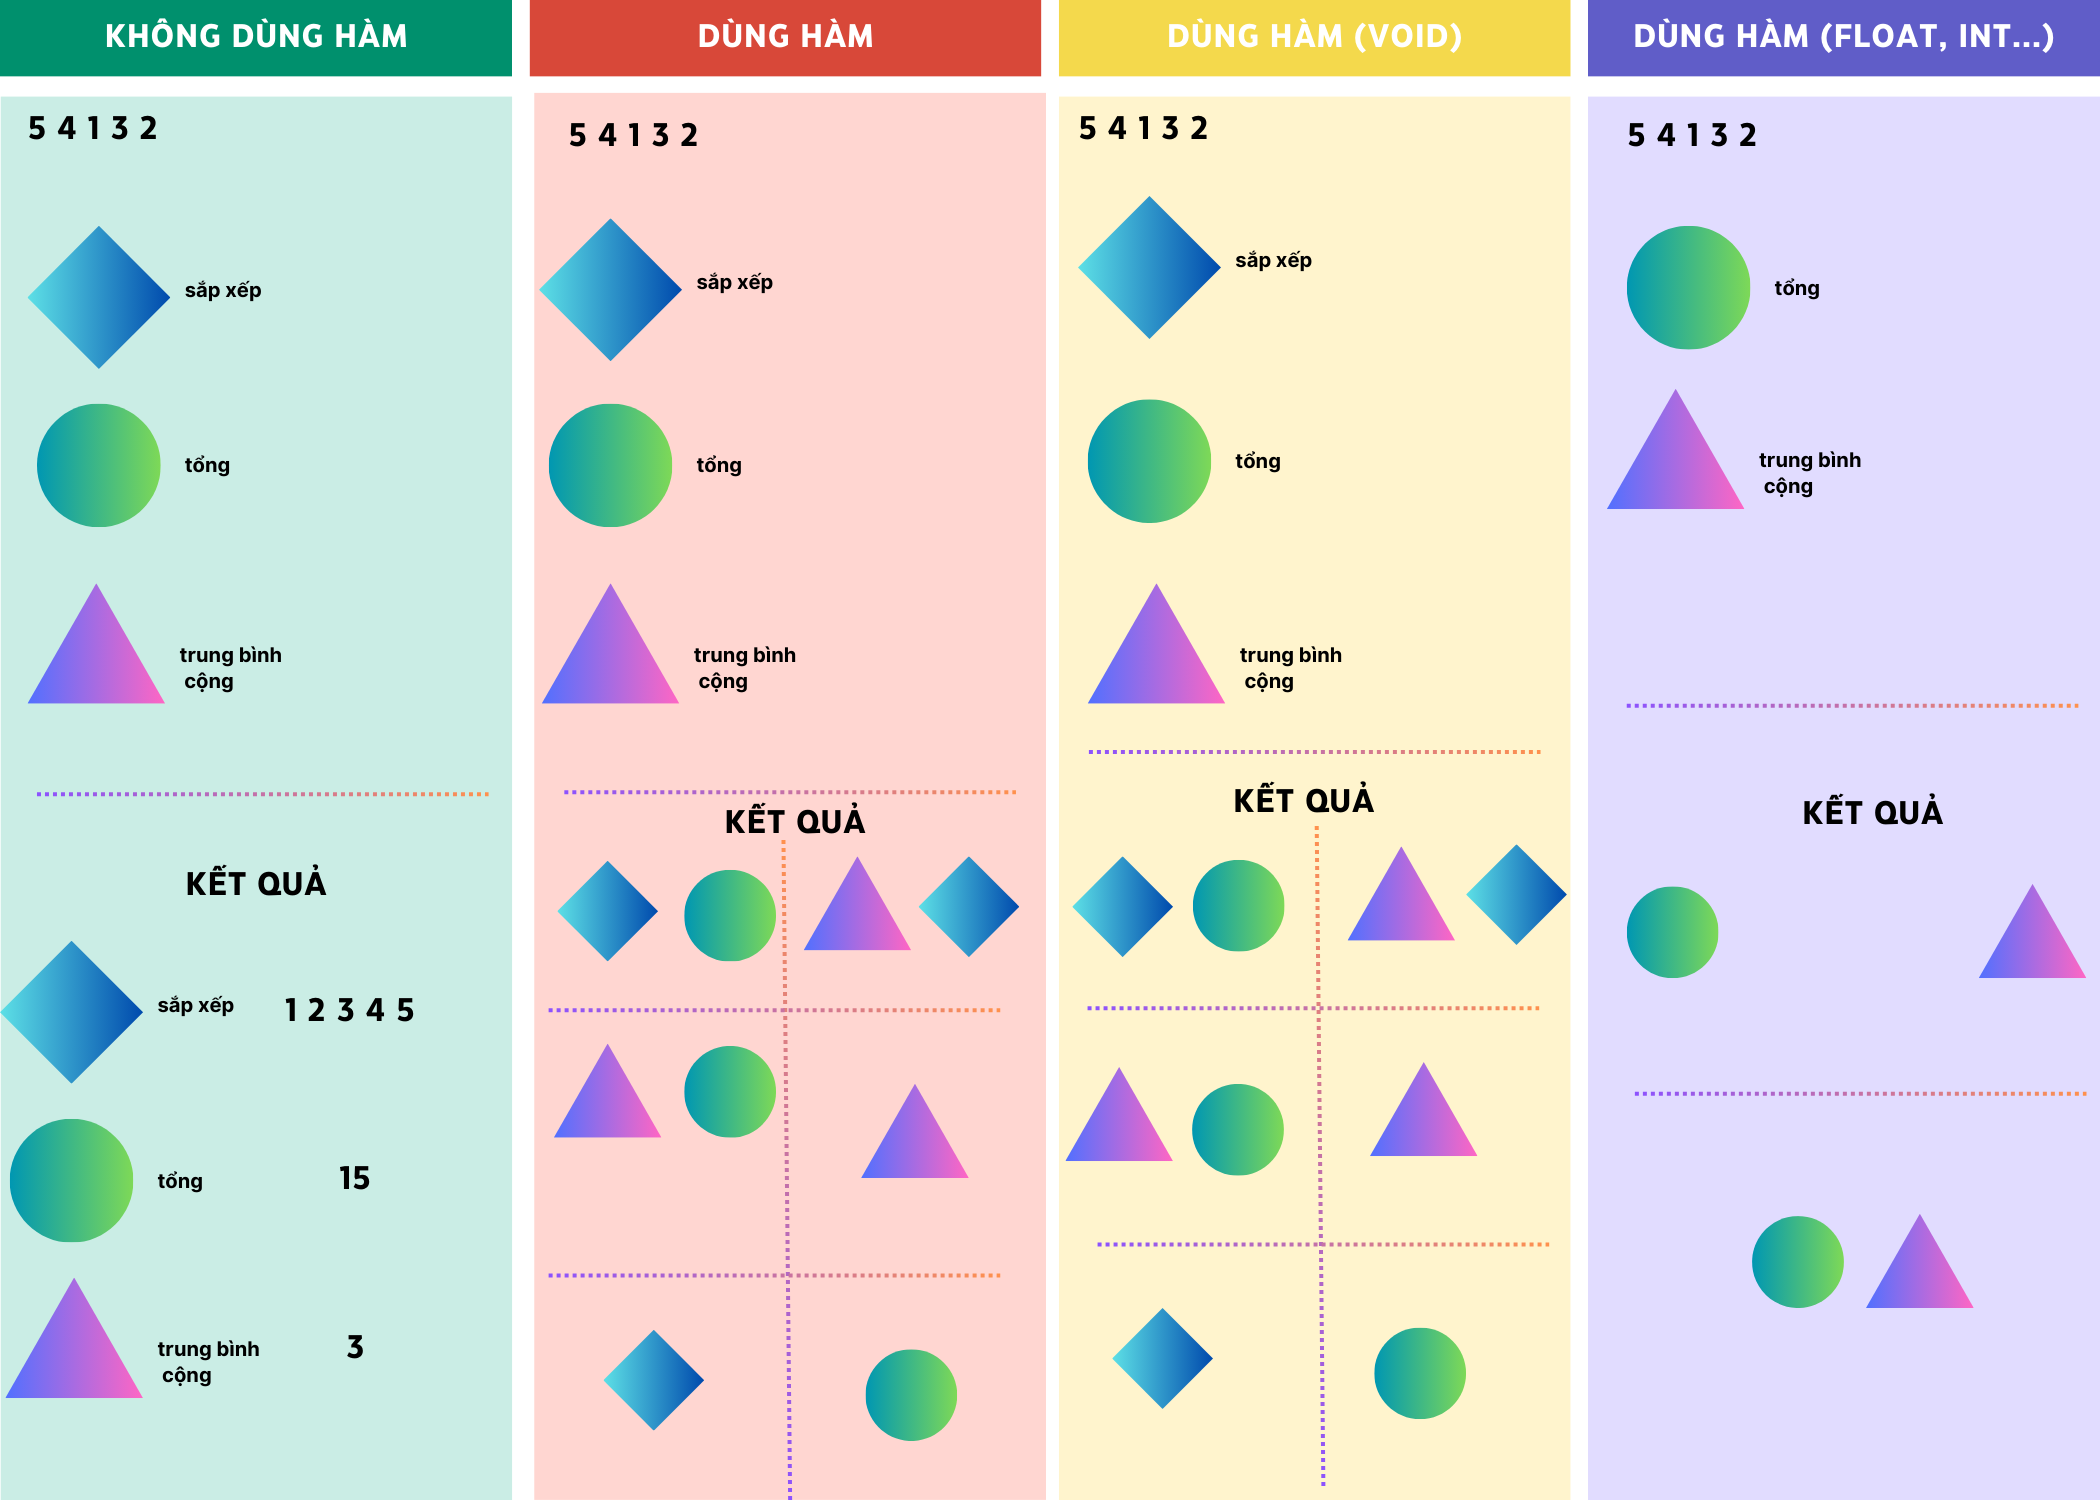 KHÔNG DÙNG HÀM
5 4 1 3 2
sắp xếp
tổng
trung bình
cộng
KẾT QUẢ
sắp xếp
1 2 3 4 5
tổng
15
trung bình
cộng
3
DÙNG HÀM
5 4 1 3 2
sắp xếp
tổng
trung bình
cộng
KẾT QUẢ
DÙNG HÀM (VOID)
5 4 1 3 2
sắp xếp
tổng
trung bình
cộng
KẾT QUẢ
DÙNG HÀM (FLOAT, INT...)
5 4 1 3 2
tổng
trung bình
cộng
KẾT QUẢ